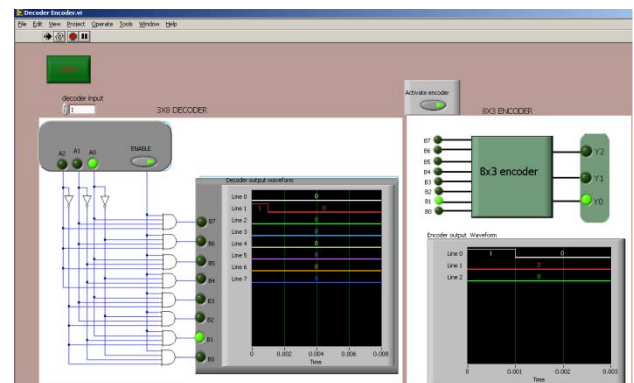 Decoder Encoder.vi
File Edit View Project Operate Tools Window Help
decoder input
1
3X8 DECODER
Activate encoder
8X3 ENCODER
A2 A1 A0
ENABLE
B7
B6
B5
B4
B3
B2
B1
B0
Decoder output waveform
Line 0 0
Line 1 1 0
Line 2 0
Line 3 0
Line 4 0
Line 5 0
Line 6 0
Line 7 0
0 0.002 0.004 0.006 0.008
Time
B7
B6
B5
B4
B3
B2
B1
B0
8x3 encoder
Y2
Y1
Y0
Encoder output Waveform
Line 0 1 0
Line 1 0
Line 2 0
0 0.001 0.002 0.003
Time